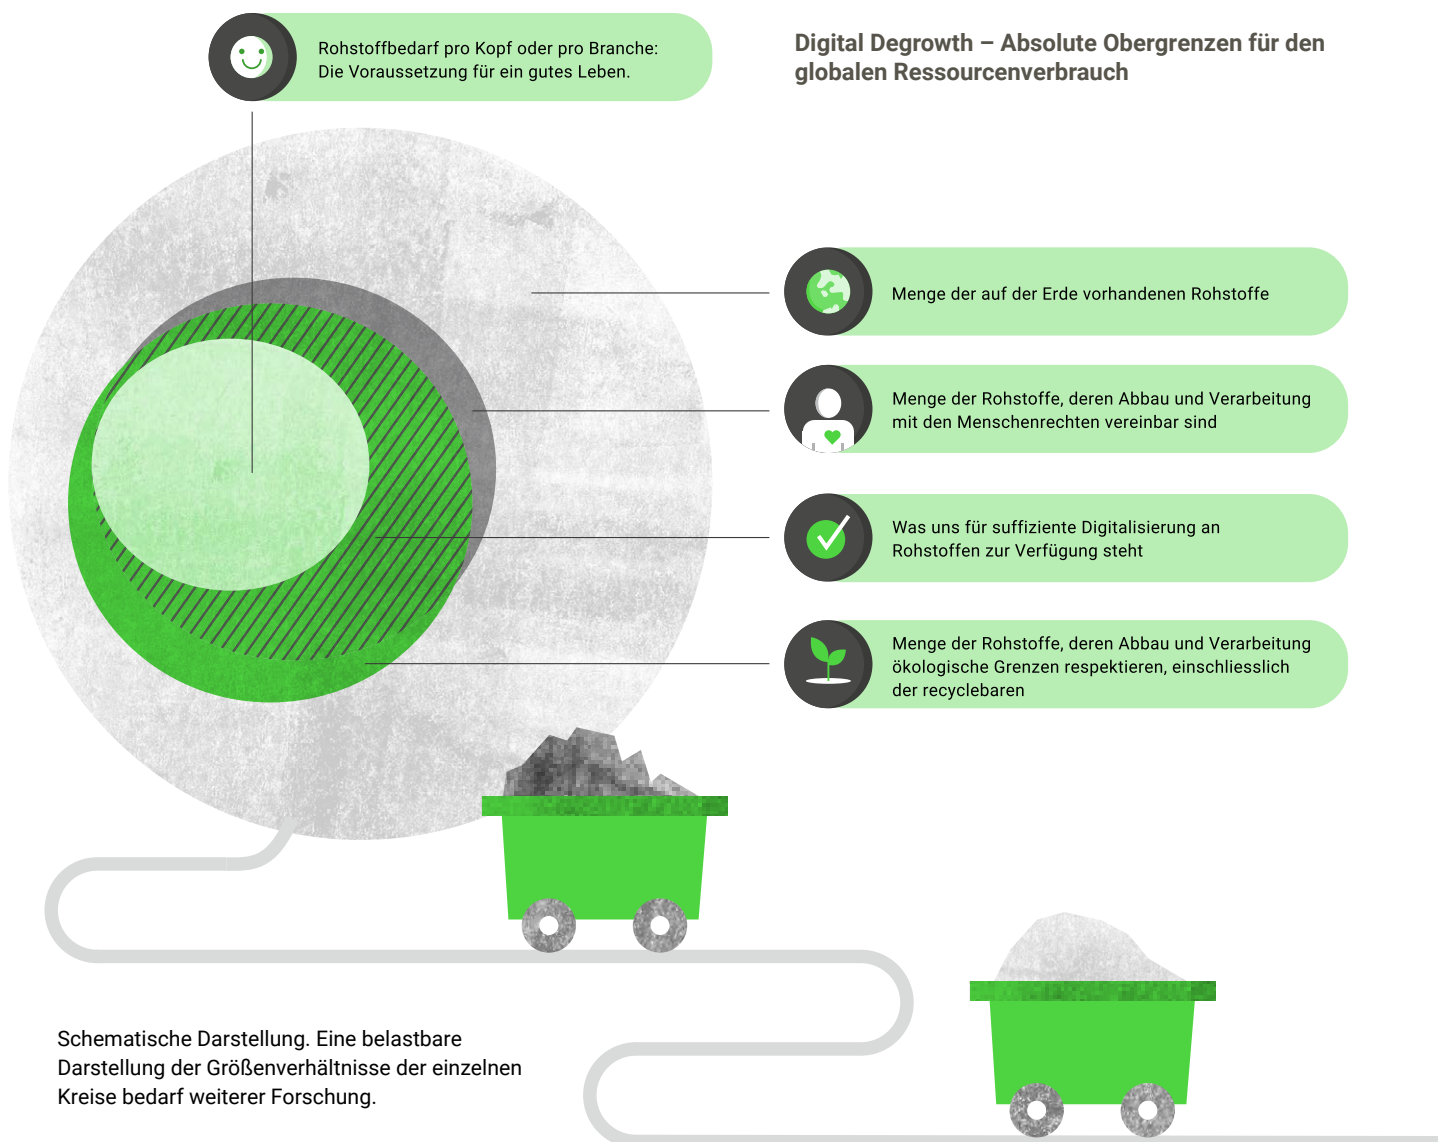 Rohstoffbedarf pro Kopf oder pro Branche:
Die Voraussetzung für ein gutes Leben.
Digital Degrowth – Absolute Obergrenzen für den
globalen Ressourcenverbrauch
Menge der auf der Erde vorhandenen Rohstoffe
Menge der Rohstoffe, deren Abbau und Verarbeitung
mit den Menschenrechten vereinbar sind
Was uns für suffiziente Digitalisierung an
Rohstoffen zur Verfügung steht
Menge der Rohstoffe, deren Abbau und Verarbeitung
ökologische Grenzen respektieren, einschliesslich
der recyclebaren
Schematische Darstellung. Eine belastbare
Darstellung der Größenverhältnisse der einzelnen
Kreise bedarf weiterer Forschung.